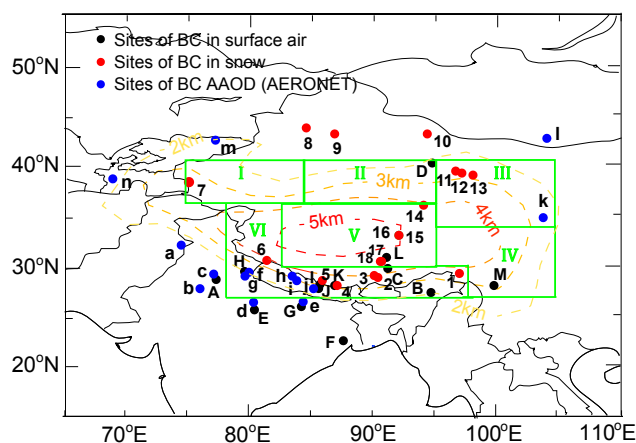 50°N
40°N
30°N
20°N
Sites of BC in surface air
Sites of BC in snow
Sites of BC AAOD (AERONET)
2km
m
8
9
10
l
n
7
I
II
D
III
11
12
13
3km
k
14
4km
a
VI
5km
V
16
15
6
17
18
L
IV
H
c
A
b
f
g
h
i
I
j
5
J
K
4
3
2
C
B
1
M
d
E
G
e
2km
F
70°E
80°E
90°E
100°E
110°E